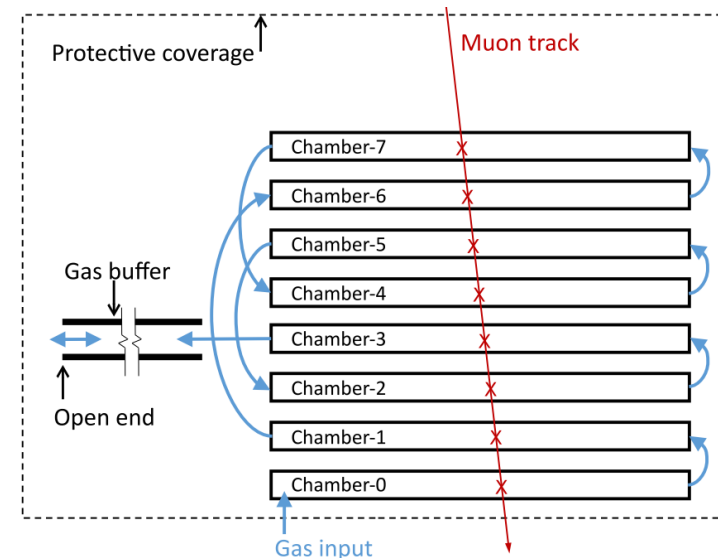 Protective coverage
Muon track
Chamber-7
Chamber-6
Chamber-5
Gas buffer
Chamber-4
Chamber-3
Chamber-2
Open end
Chamber-1
Chamber-0
Gas input